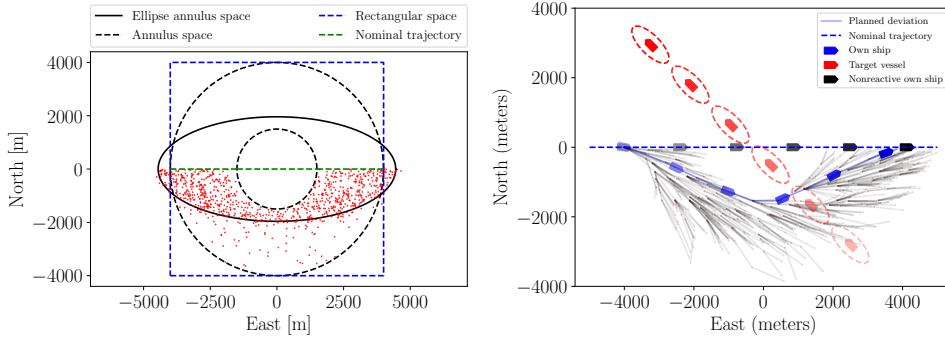 Ellipse annulus space
Annulus space
Rectangular space
Nominal trajectory
4000
2000
0
−2000
−4000
North [m]
−5000 −2500 0 2500 5000
East [m]
4000
2000
0
−2000
−4000
North (meters)
Planned deviation
Nominal trajectory
Own ship
Target vessel
Nonreactive own ship
−4000 −2000 0 2000 4000
East (meters)